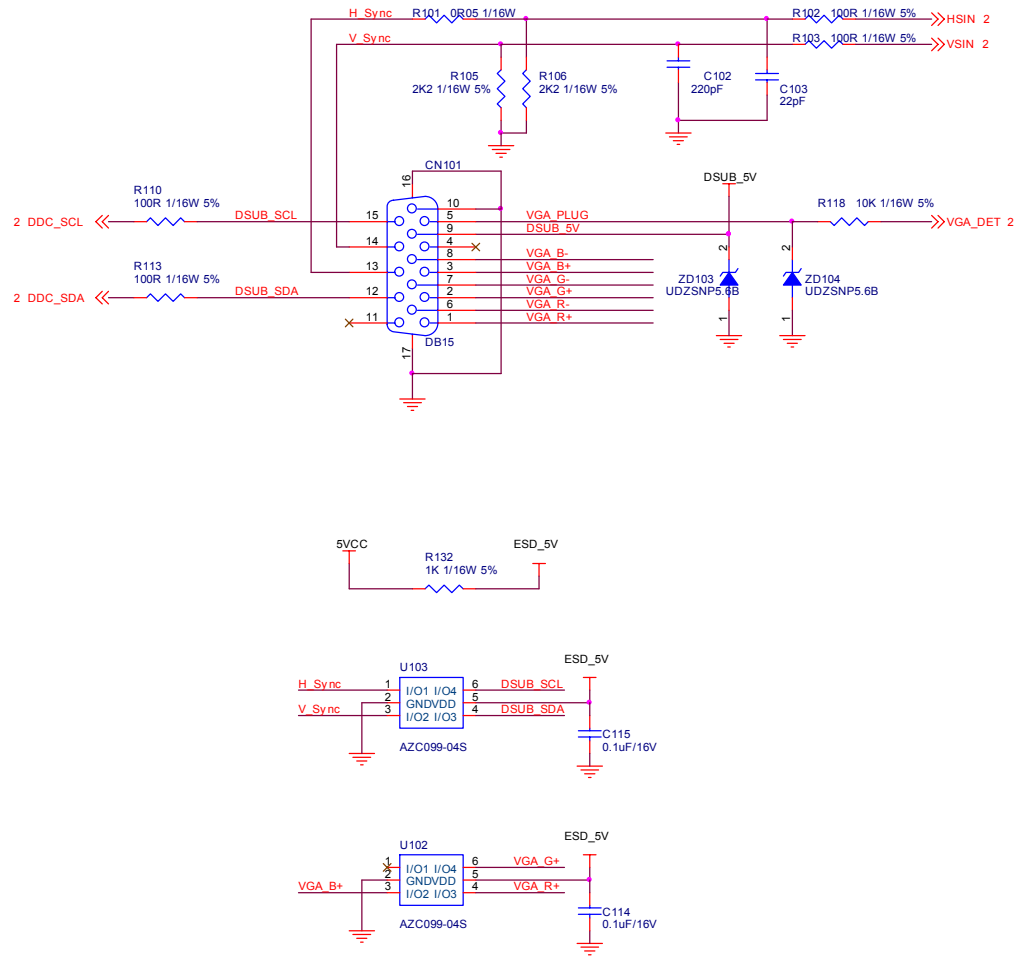 H_Sync R101 0R05 1/16W R102 100R 1/16W 5% HSIN 2
V_Sync R103 100R 1/16W 5% VSIN 2
R105
2K2 1/16W 5%
R106
2K2 1/16W 5%
C102
220pF
C103
22pF
CN101
16
DSUB_5V
R110
100R 1/16W 5%
2 DDC_SCL DSUB_SCL 15
14
13
R113
100R 1/16W 5%
2 DDC_SDA DSUB_SDA 12
11
10
5 VGA_PLUG
9 DSUB_5V
4
8 VGA_B-
3 VGA_B+
7 VGA_G-
2 VGA_G+
6 VGA_R-
1 VGA_R+
17
DB15
R118 10K 1/16W 5%
VGA_DET 2
2
ZD103
UDZSNP5.6B
1
2
ZD104
UDZSNP5.6B
1
5VCC
R132
1K 1/16W 5%
ESD_5V
U103
ESD_5V
H_Sync 1 I/O1 I/O4 6 DSUB_SCL
2 GND VDD 5
V_Sync 3 I/O2 I/O3 4 DSUB_SDA
AZC099-04S
C115
0.1uF/16V
U102
ESD_5V
1 I/O1 I/O4 6 VGA_G+
2 GND VDD 5
VGA_B+ 3 I/O2 I/O3 4 VGA_R+
AZC099-04S
C114
0.1uF/16V